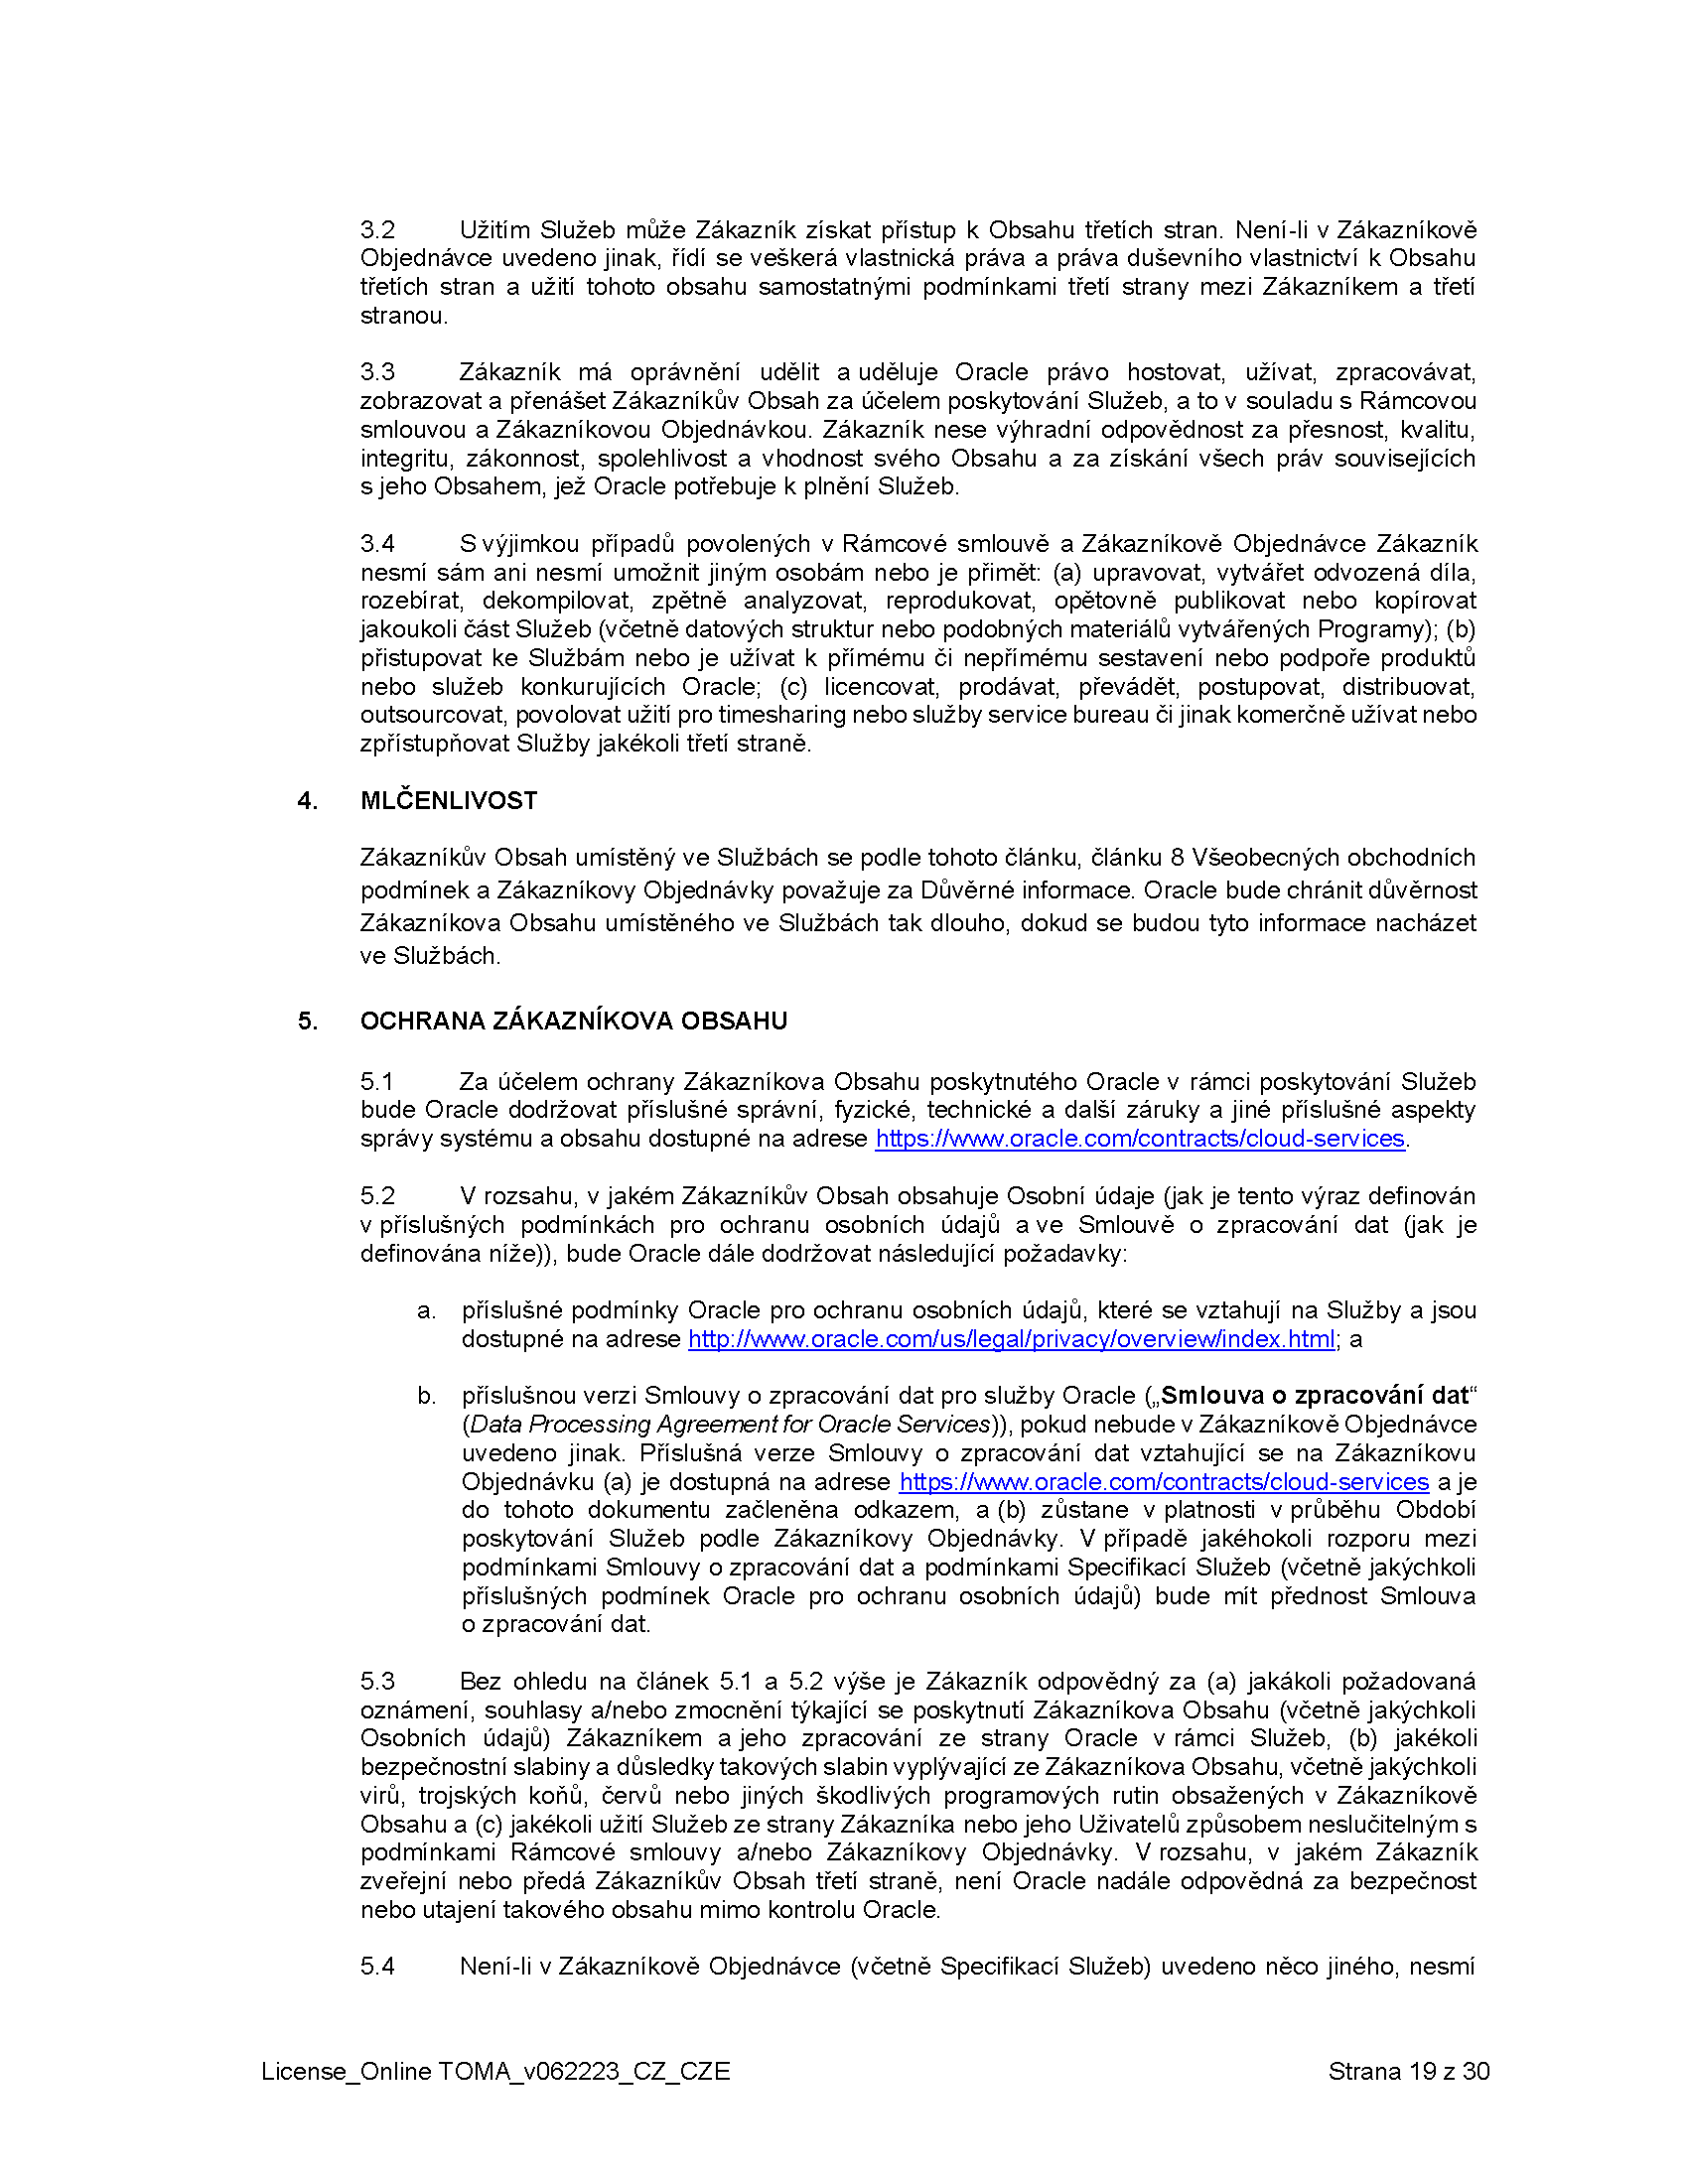 3.2 Užitím Služeb může Zákazník získat přístup k Obsahu třetích stran. Není-li v Zákazníkově
Objednávce uvedeno jinak, řídí se veškerá vlastnická práva a práva duševního vlastnictví k Obsahu
třetích stran a užití tohoto obsahu samostatnými podmínkami třetí strany mezi Zákazníkem a třetí
stranou.
3.3 Zákazník má oprávnění udělit a uděluje Oracle právo hostovat, užívat, zpracovávat,
zobrazovat a přenášet Zákazníkův Obsah za účelem poskytování Služeb, a to v souladu s Rámcovou
smlouvou a Zákazníkovou Objednávkou. Zákazník nese výhradní odpovědnost za přesnost, kvalitu,
integritu, zákonnost, spolehlivost a vhodnost svého Obsahu a za získání všech práv souvisejících
s jeho Obsahem, jež Oracle potřebuje k plnění Služeb.
3.4 S výjimkou případů povolených v Rámcové smlouvě a Zákazníkově Objednávce Zákazník
nesmí sám ani nesmí umožnit jiným osobám nebo je přimět: (a) upravovat, vytvářet odvozená díla,
rozebírat, dekompilovat, zpětně analyzovat, reprodukovat, opětovně publikovat nebo kopírovat
jakoukoli část Služeb (včetně datových struktur nebo podobných materiálů vytvářených Programy); (b)
přistupovat ke Službám nebo je užívat k přímému či nepřímému sestavení nebo podpoře produktů
nebo služeb konkurujících Oracle; (c) licencovat, prodávat, převádět, postupovat, distribuovat,
outsourcovat, povolovat užití pro timesharing nebo služby service bureau či jinak komerčně užívat nebo
zpřístupňovat Služby jakékoli třetí straně.
4. MLČENLIVOST
Zákazníkův Obsah umístěný ve Službách se podle tohoto článku, článku 8 Všeobecných obchodních
podmínek a Zákazníkovy Objednávky považuje za Důvěrné informace. Oracle bude chránit důvěrnost
Zákazníkova Obsahu umístěného ve Službách tak dlouho, dokud se budou tyto informace nacházet
ve Službách.
5. OCHRANA ZÁKAZNÍKOVA OBSAHU
5.1 Za účelem ochrany Zákazníkova Obsahu poskytnutého Oracle v rámci poskytování Služeb
bude Oracle dodržovat příslušné správní, fyzické, technické a další záruky a jiné příslušné aspekty
správy systému a obsahu dostupné na adrese https://www.oracle.com/contracts/cloud-services.
5.2 V rozsahu, v jakém Zákazníkův Obsah obsahuje Osobní údaje (jak je tento výraz definován
v příslušných podmínkách pro ochranu osobních údajů a ve Smlouvě o zpracování dat (jak je
definována níže)), bude Oracle dále dodržovat následující požadavky:
a. příslušné podmínky Oracle pro ochranu osobních údajů, které se vztahují na Služby a jsou
dostupné na adrese http://www.oracle.com/us/legal/privacy/overview/index.html; a
b. příslušnou verzi Smlouvy o zpracování dat pro služby Oracle („Smlouva o zpracování dat“
(Data Processing Agreement for Oracle Services)), pokud nebude v Zákazníkově Objednávce
uvedeno jinak. Příslušná verze Smlouvy o zpracování dat vztahující se na Zákazníkovu
Objednávku (a) je dostupná na adrese https://www.oracle.com/contracts/cloud-services a je
do tohoto dokumentu začleněna odkazem, a (b) zůstane v platnosti v průběhu Období
poskytování Služeb podle Zákazníkovy Objednávky. V případě jakéhokoli rozporu mezi
podmínkami Smlouvy o zpracování dat a podmínkami Specifikací Služeb (včetně jakýchkoli
příslušných podmínek Oracle pro ochranu osobních údajů) bude mít přednost Smlouva
o zpracování dat.
5.3 Bez ohledu na článek 5.1 a 5.2 výše je Zákazník odpovědný za (a) jakákoli požadovaná
oznámení, souhlasy a/nebo zmocnění týkající se poskytnutí Zákazníkova Obsahu (včetně jakýchkoli
Osobních údajů) Zákazníkem a jeho zpracování ze strany Oracle v rámci Služeb, (b) jakékoli
bezpečnostní slabiny a důsledky takových slabin vyplývající ze Zákazníkova Obsahu, včetně jakýchkoli
virů, trojských koňů, červů nebo jiných škodlivých programových rutin obsažených v Zákazníkově
Obsahu a (c) jakékoli užití Služeb ze strany Zákazníka nebo jeho Uživatelů způsobem neslučitelným s
podmínkami Rámcové smlouvy a/nebo Zákazníkovy Objednávky. V rozsahu, v jakém Zákazník
zveřejní nebo předá Zákazníkův Obsah třetí straně, není Oracle nadále odpovědná za bezpečnost
nebo utajení takového obsahu mimo kontrolu Oracle.
5.4 Není-li v Zákazníkově Objednávce (včetně Specifikací Služeb) uvedeno něco jiného, nesmí
License_Online TOMA_v062223_CZ_CZE Strana 19 z 30